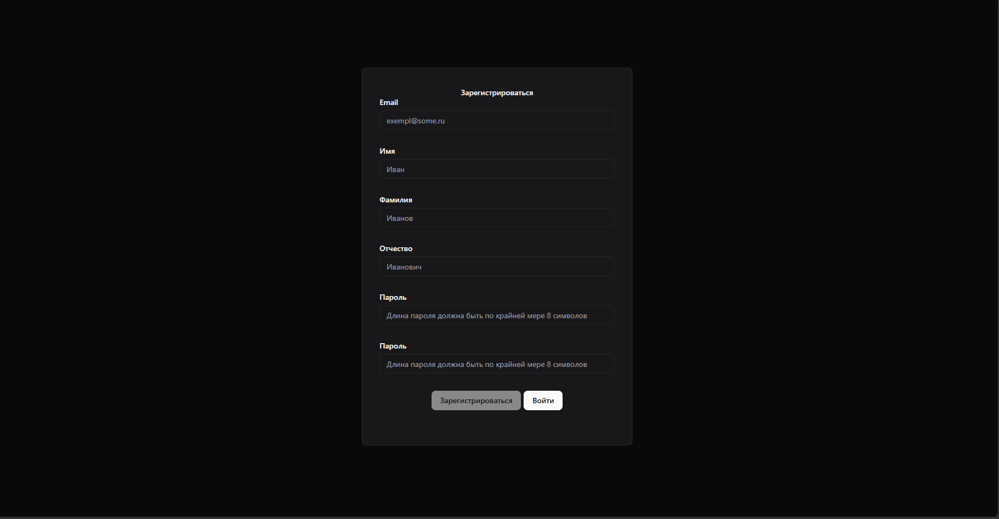 Зарегистрироваться
Email
exempl@some.ru
Имя
Иван
Фамилия
Иванов
Отчество
Иванович
Пароль
Длина пароля должна быть по крайней мере 8 символов
Пароль
Длина пароля должна быть по крайней мере 8 символов
Зарегистрироваться Войти